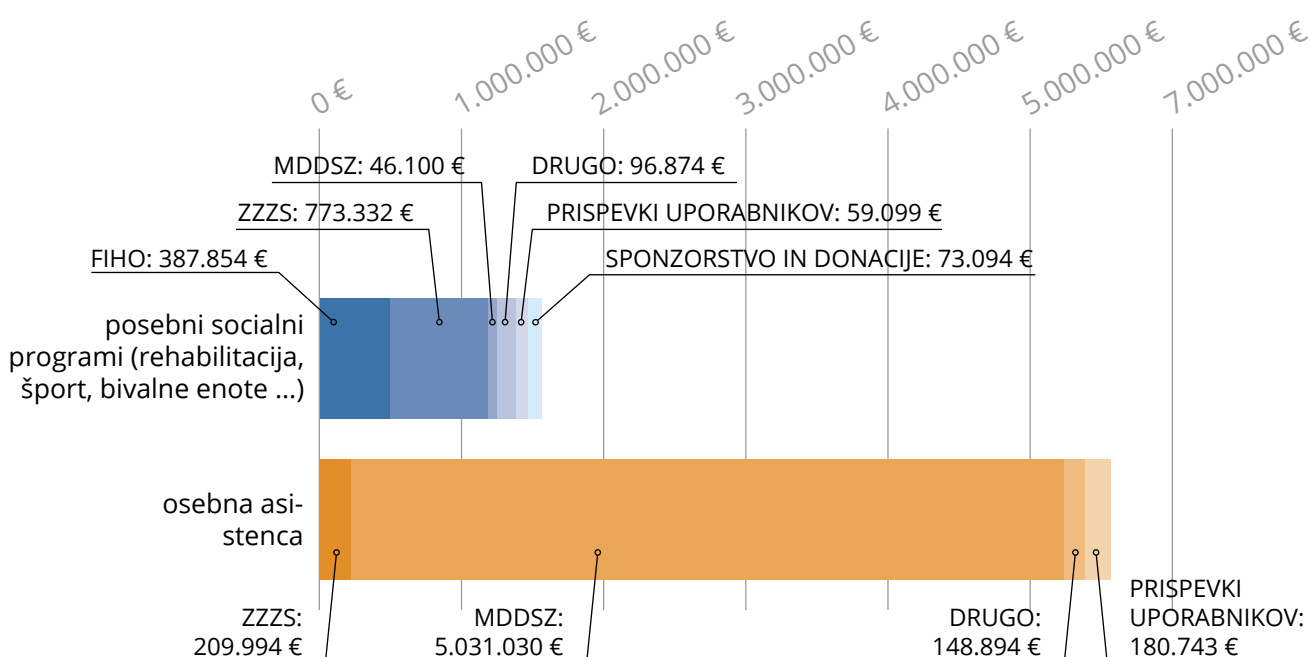 0 €
1.000.000 €
2.000.000 €
3.000.000 €
4.000.000 €
5.000.000 €
7.000.000 €
MDDSZ: 46.100 €
DRUGO: 96.874 €
ZZZS: 773.332 €
PRISPEVKI UPORABNIKOV: 59.099 €
FIHO: 387.854 €
SPONZORSTVO IN DONACIJE: 73.094 €
posebni socialni
programi (rehabilitacija,
šport, bivalne enote ...)
osebna asi-
stenca
ZZZS:
209.994 €
MDDSZ:
5.031.030 €
DRUGO:
148.894 €
PRISPEVKI
UPORABNIKOV:
180.743 €